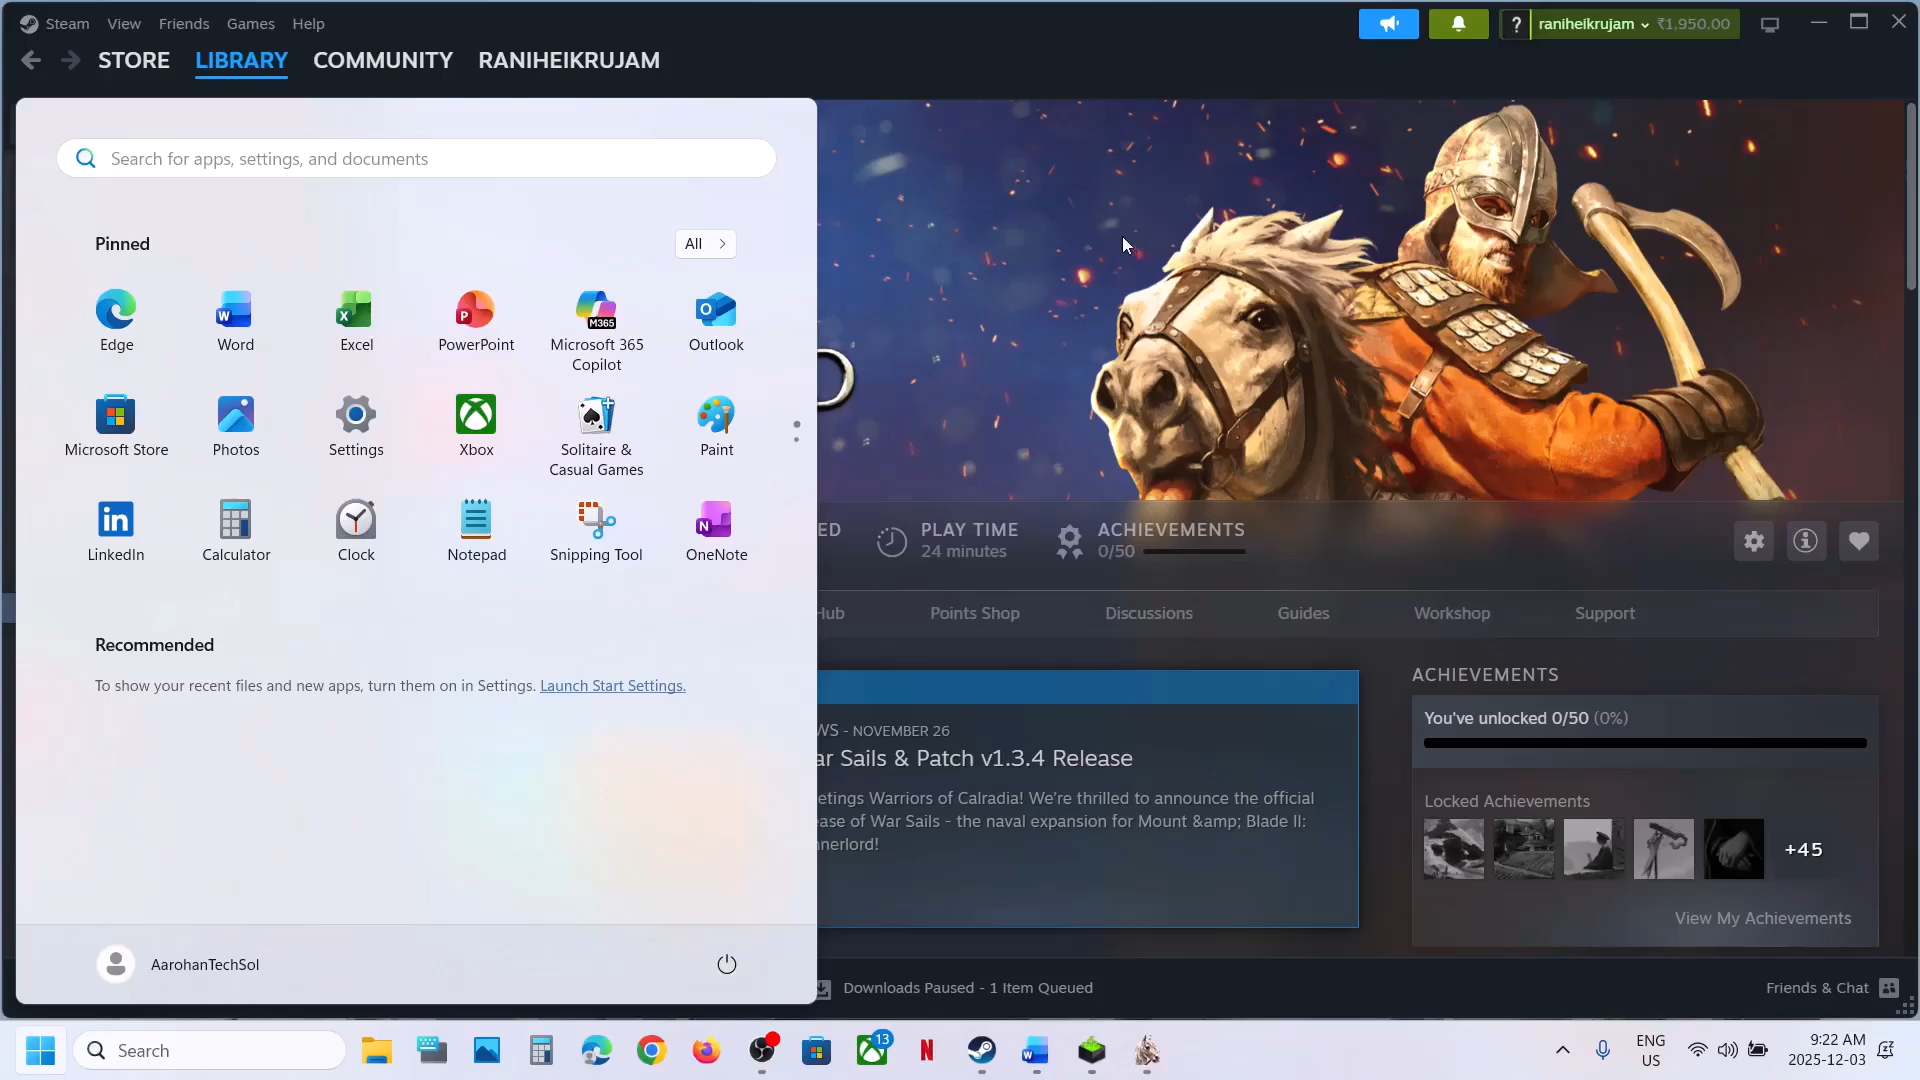 Steam View Friends Games Help
? raniheikrujam ₹1,950.00
STORE LIBRARY COMMUNITY RANIHEIKRUJAM
Search for apps, settings, and documents
Pinned
All
Edge Word Excel PowerPoint Microsoft 365 Copilot Outlook
Microsoft Store Photos Settings Xbox Solitaire & Casual Games Paint
LinkedIn Calculator Clock Notepad Snipping Tool OneNote
Recommended
To show your recent files and new apps, turn them on in Settings. Launch Start Settings.
AarohanTechSol
ED
PLAY TIME
24 minutes
ACHIEVEMENTS
0/50
Hub Points Shop Discussions Guides Workshop Support
WS - NOVEMBER 26
ar Sails & Patch v1.3.4 Release
etings Warriors of Calradia! We're thrilled to announce the official
ease of War Sails - the naval expansion for Mount &amp; Blade II:
nerlord!
ACHIEVEMENTS
You've unlocked 0/50 (0%)
Locked Achievements
+45
View My Achievements
Downloads Paused - 1 Item Queued
Friends & Chat
Search
13
ENG
US
9:22 AM
2025-12-03